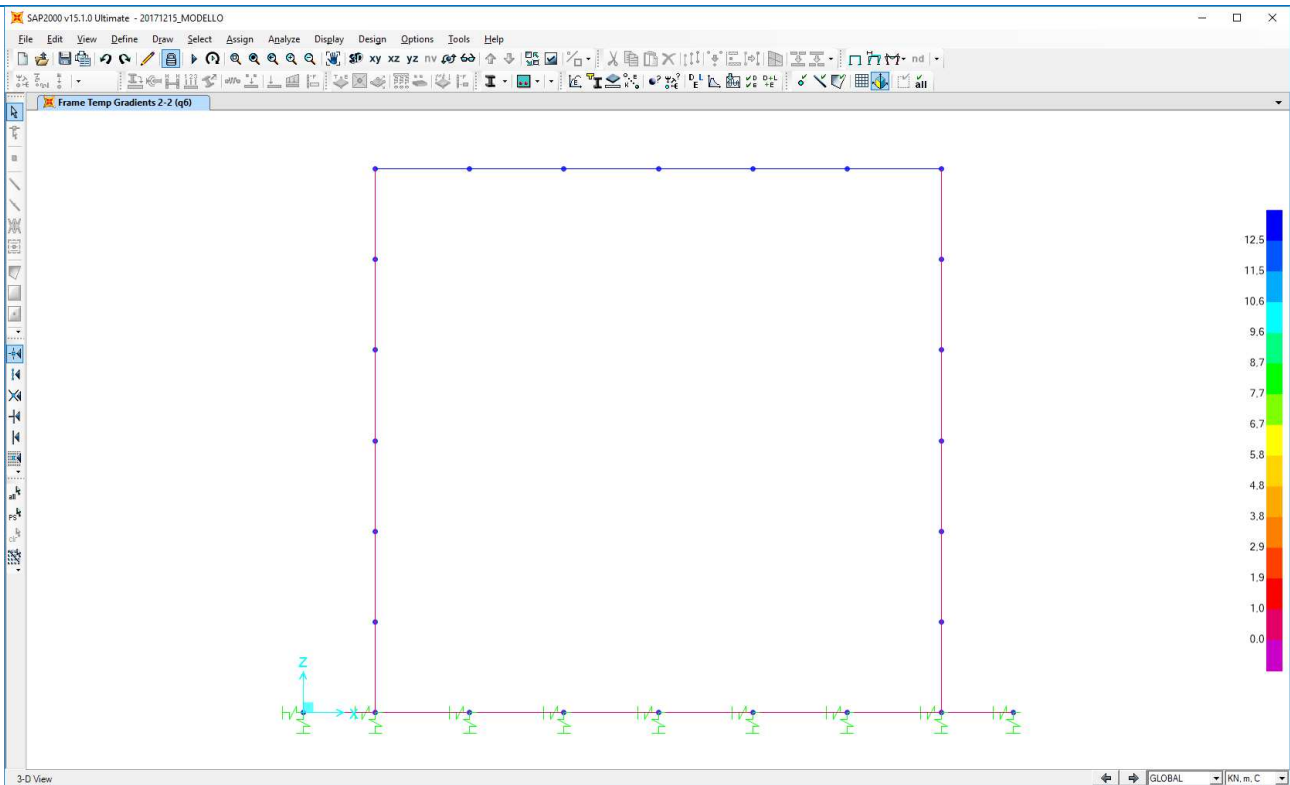 SAP2000 v15.1.0 Ultimate - 20171215_MODELLO
File Edit View Define Draw Select Assign Analyze Display Design Options Tools Help
xy xz yz nv nd
all
Frame Temp Gradients 2-2 (q6)
12.5
11.5
10.6
9.6
8.7
7.7
6.7
5.8
4.8
3.8
2.9
1.9
1.0
0.0
all
PS
clr
Z
X
3-D View GLOBAL KN, m, C